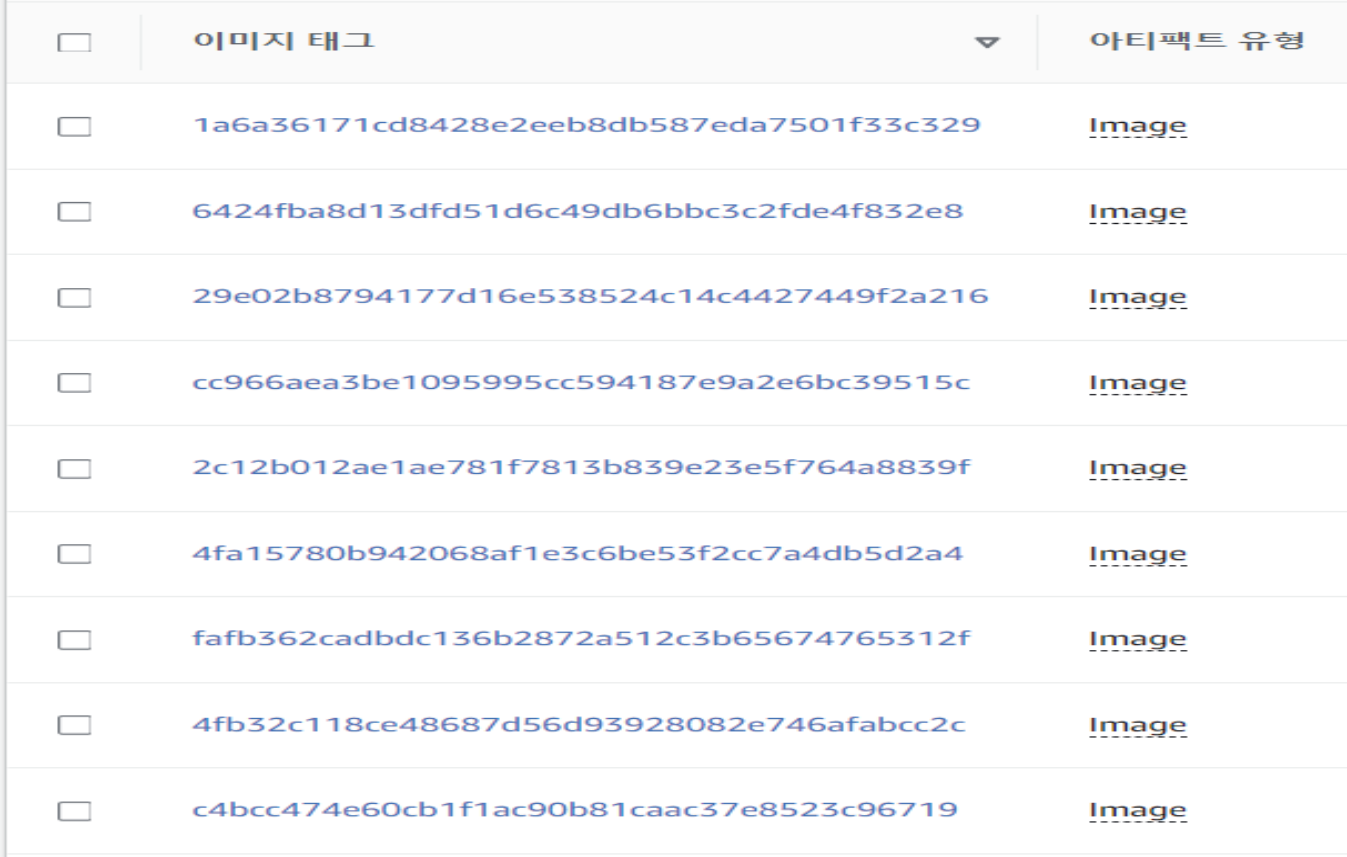 이미지 태그 아티팩트 유형
1a6a36171cd8428e2eeb8db587eda7501f33c329 Image
6424fba8d13dfd51d6c49db6bbc3c2fde4f832e8 Image
29e02b8794177d16e538524c14c4427449f2a216 Image
cc966aea3be1095995cc594187e9a2e6bc39515c Image
2c12b012ae1ae781f7813b839e23e5f764a8839f Image
4fa15780b942068af1e3c6be53f2cc7a4db5d2a4 Image
fafb362cadbdc136b2872a512c3b65674765312f Image
4fb32c118ce48687d56d93928082e746afabcc2c Image
c4bcc474e60cb1f1ac90b81caac37e8523c96719 Image